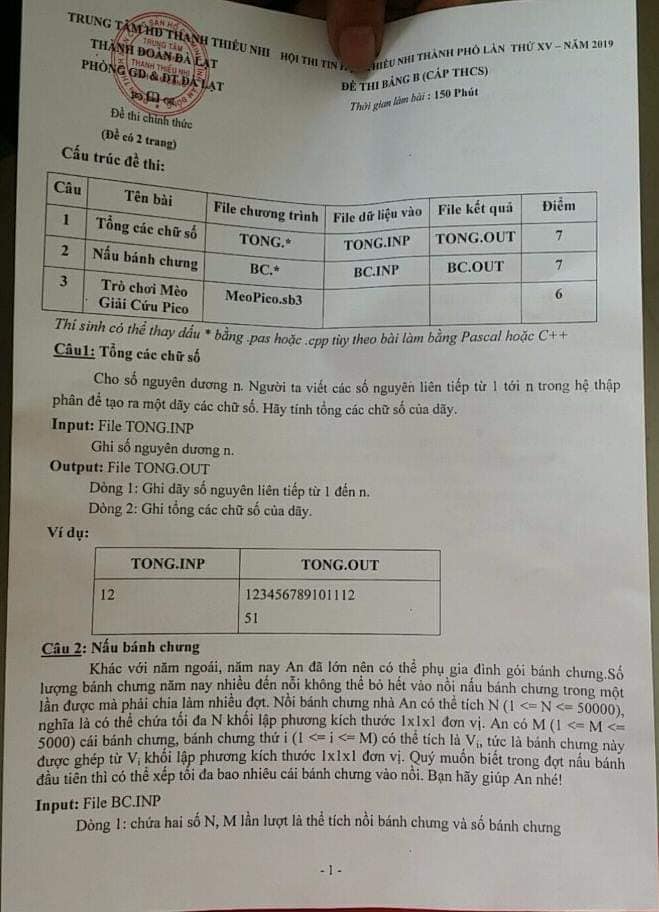 TRUNG TÂM HĐ THANH THIẾU NHI
THÀNH ĐOÀN ĐÀ LẠT
PHÒNG GD & ĐT ĐÀ LẠT
Đề thi chính thức
(Đề có 2 trang)
HỘI THI TIN HIẾU NHI THÀNH PHỐ LẦN THỨ XV – NĂM 2019
ĐỀ THI BẢNG B (CẤP THCS)
Thời gian làm bài : 150 Phút
TRUNG TÂM
THANH THIẾU NHI
Cấu trúc đề thi:
Câu Tên bài File chương trình File dữ liệu vào File kết quả Điểm
1 Tổng các chữ số TONG.* TONG.INP TONG.OUT 7
2 Nấu bánh chưng BC.* BC.INP BC.OUT 7
3 Trò chơi Mèo MeoPico.sb3 6
Giải Cứu Pico
Thí sinh có thể thay dấu * bằng .pas hoặc .cpp tùy theo bài làm bằng Pascal hoặc C++
Câu1: Tổng các chữ số
Cho số nguyên dương n. Người ta viết các số nguyên liên tiếp từ 1 tới n trong hệ thập
phân để tạo ra một dãy các chữ số. Hãy tính tổng các chữ số của dãy.
Input: File TONG.INP
Ghi số nguyên dương n.
Output: File TONG.OUT
Dòng 1: Ghi dãy số nguyên liên tiếp từ 1 đến n.
Dòng 2: Ghi tổng các chữ số của dãy.
Ví dụ:
TONG.INP TONG.OUT
12 123456789101112
51
Câu 2: Nấu bánh chưng
Khác với năm ngoái, năm nay An đã lớn nên có thể phụ gia đình gói bánh chưng.Số
lượng bánh chưng năm nay nhiều đến nỗi không thể bỏ hết vào nồi nấu bánh chưng trong một
lần được mà phải chia làm nhiều đợt. Nồi bánh chưng nhà An có thể tích N (1 <= N <= 50000),
nghĩa là có thể chứa tối đa N khối lập phương kích thước 1x1x1 đơn vị. An có M (1 <= M <=
5000) cái bánh chưng, bánh chưng thứ i (1 <= i <= M) có thể tích là Vi, tức là bánh chưng này
được ghép từ Vi khối lập phương kích thước 1x1x1 đơn vị. Quý muốn biết trong đợt nấu bánh
đầu tiên thì có thể xếp tối đa bao nhiêu cái bánh chưng vào nồi. Bạn hãy giúp An nhé!
Input: File BC.INP
Dòng 1: chứa hai số N, M lần lượt là thể tích nồi bánh chưng và số bánh chưng
- 1 -